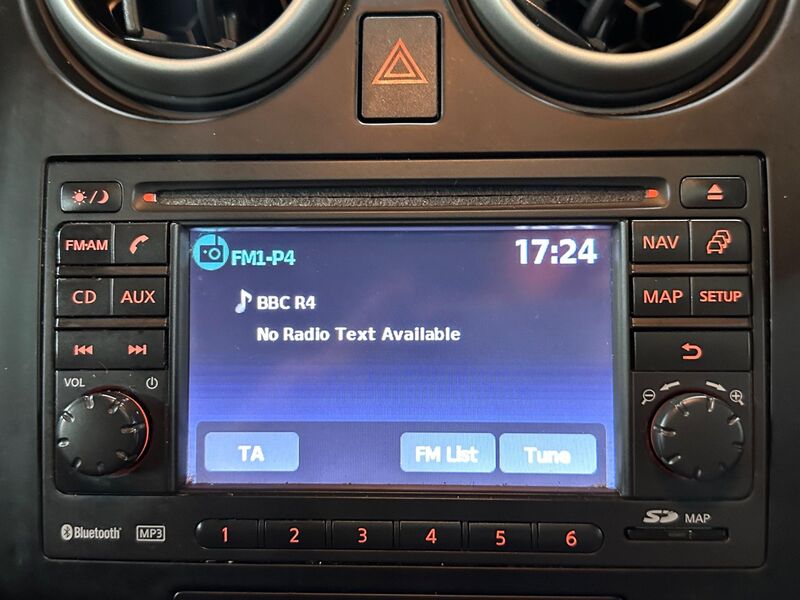 FM·AM
CD
AUX
VOL
FM1-P4
17:24
BBC R4
No Radio Text Available
TA
FM List
Tune
NAV
MAP
SETUP
Bluetooth
MP3
1
2
3
4
5
6
SD
MAP